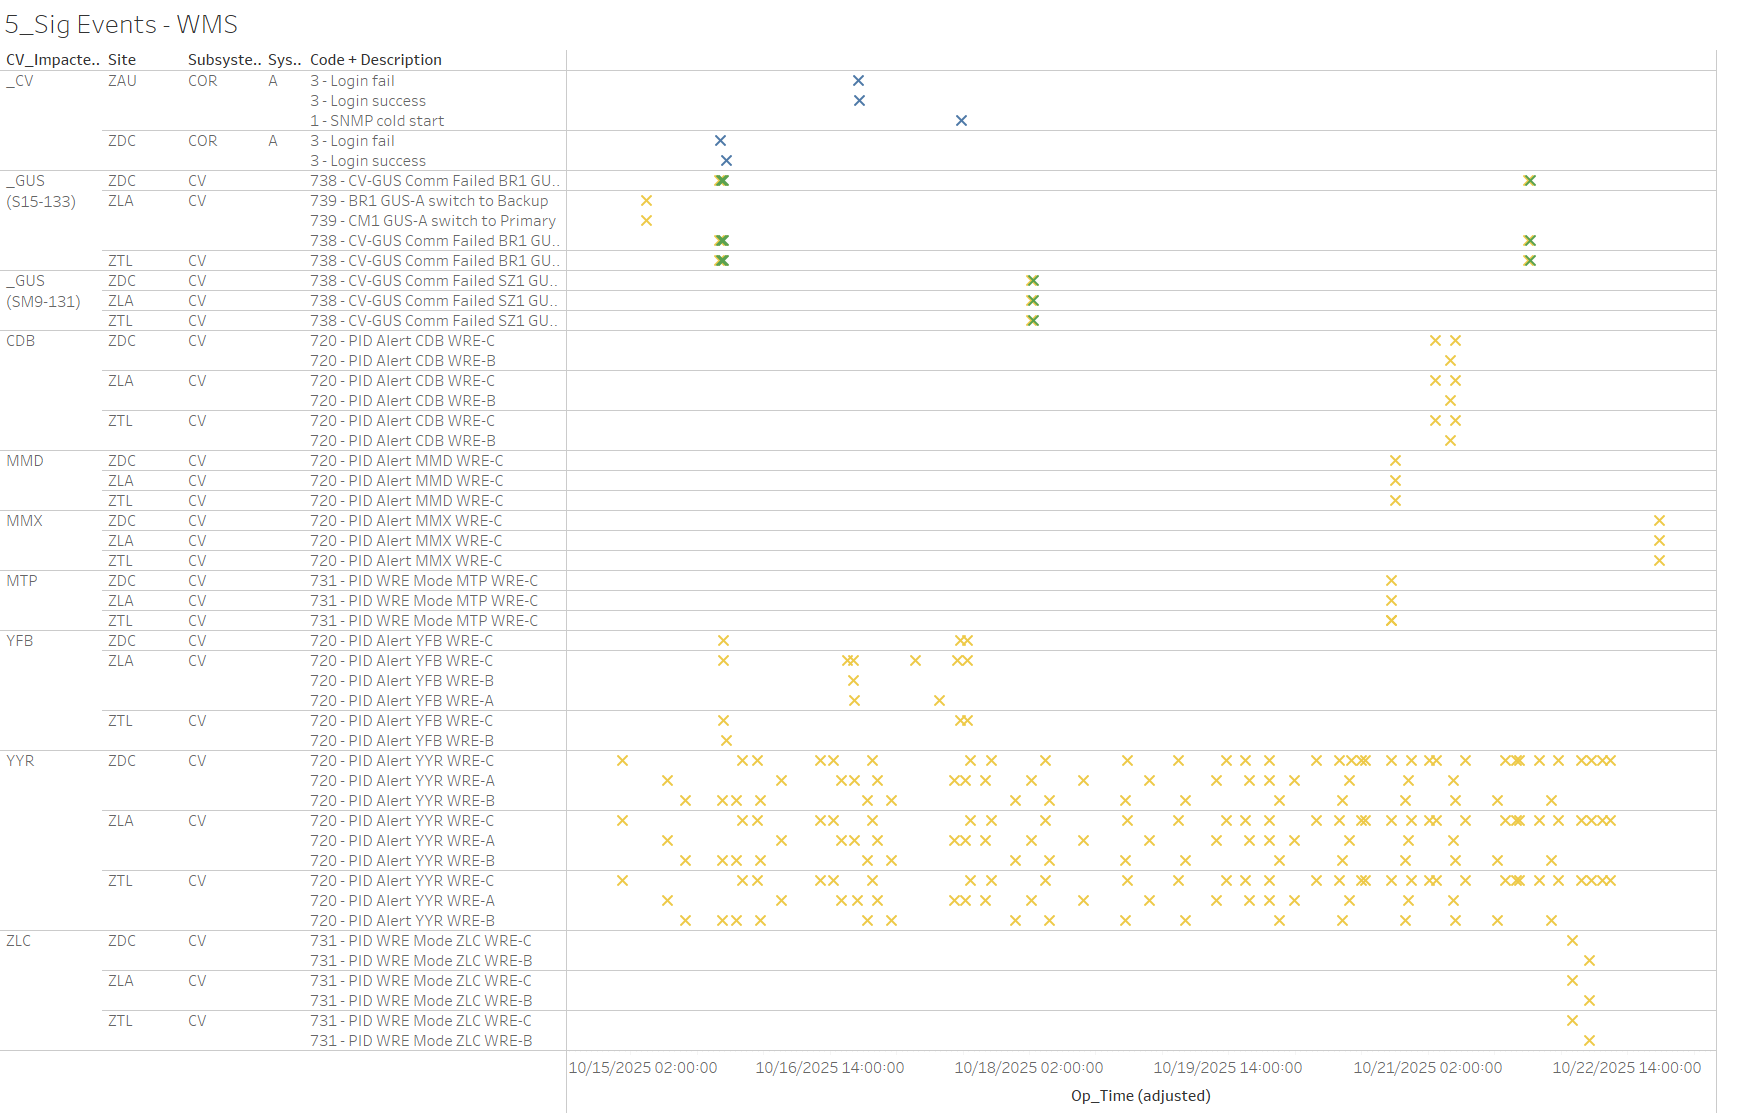 5_Sig Events - WMS
CV_Impacte.. Site Subsyste.. Sys.. Code + Description
_CV ZAU COR A 3 - Login fail
3 - Login success
1 - SNMP cold start
ZDC COR A 3 - Login fail
3 - Login success
_GUS ZDC CV 738 - CV-GUS Comm Failed BR1 GU..
(S15-133) ZLA CV 739 - BR1 GUS-A switch to Backup
739 - CM1 GUS-A switch to Primary
738 - CV-GUS Comm Failed BR1 GU..
ZTL CV 738 - CV-GUS Comm Failed BR1 GU..
_GUS ZDC CV 738 - CV-GUS Comm Failed SZ1 GU..
(SM9-131) ZLA CV 738 - CV-GUS Comm Failed SZ1 GU..
ZTL CV 738 - CV-GUS Comm Failed SZ1 GU..
CDB ZDC CV 720 - PID Alert CDB WRE-C
720 - PID Alert CDB WRE-B
ZLA CV 720 - PID Alert CDB WRE-C
720 - PID Alert CDB WRE-B
ZTL CV 720 - PID Alert CDB WRE-C
720 - PID Alert CDB WRE-B
MMD ZDC CV 720 - PID Alert MMD WRE-C
ZLA CV 720 - PID Alert MMD WRE-C
ZTL CV 720 - PID Alert MMD WRE-C
MMX ZDC CV 720 - PID Alert MMX WRE-C
ZLA CV 720 - PID Alert MMX WRE-C
ZTL CV 720 - PID Alert MMX WRE-C
MTP ZDC CV 731 - PID WRE Mode MTP WRE-C
ZLA CV 731 - PID WRE Mode MTP WRE-C
ZTL CV 731 - PID WRE Mode MTP WRE-C
YFB ZDC CV 720 - PID Alert YFB WRE-C
ZLA CV 720 - PID Alert YFB WRE-C
720 - PID Alert YFB WRE-B
720 - PID Alert YFB WRE-A
ZTL CV 720 - PID Alert YFB WRE-C
720 - PID Alert YFB WRE-B
YYR ZDC CV 720 - PID Alert YYR WRE-C
720 - PID Alert YYR WRE-A
720 - PID Alert YYR WRE-B
ZLA CV 720 - PID Alert YYR WRE-C
720 - PID Alert YYR WRE-A
720 - PID Alert YYR WRE-B
ZTL CV 720 - PID Alert YYR WRE-C
720 - PID Alert YYR WRE-A
720 - PID Alert YYR WRE-B
ZLC ZDC CV 731 - PID WRE Mode ZLC WRE-C
731 - PID WRE Mode ZLC WRE-B
ZLA CV 731 - PID WRE Mode ZLC WRE-C
731 - PID WRE Mode ZLC WRE-B
ZTL CV 731 - PID WRE Mode ZLC WRE-C
731 - PID WRE Mode ZLC WRE-B
10/15/2025 02:00:00 10/16/2025 14:00:00 10/18/2025 02:00:00 10/19/2025 14:00:00 10/21/2025 02:00:00 10/22/2025 14:00:00
Op_Time (adjusted)